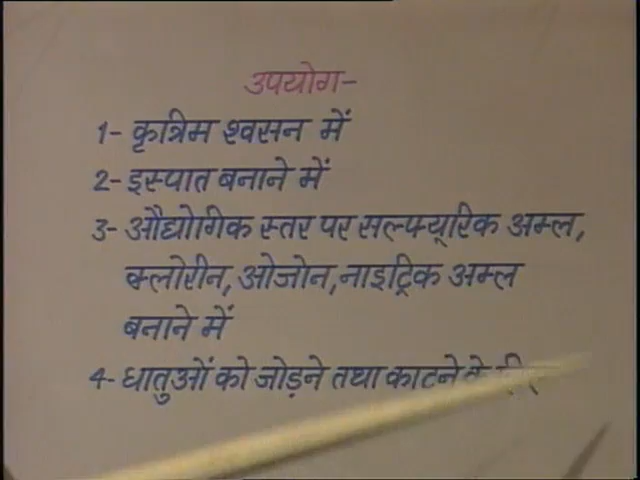 उपयोग-
1- कृत्रिम श्वसन में
2- इस्पात बनाने में
3- औद्योगिक स्तर पर सल्फ्यूरिक अम्ल,
क्लोरीन, ओजोन, नाइट्रिक अम्ल
बनाने में
4- धातुओं को जोड़ने तथा काटने